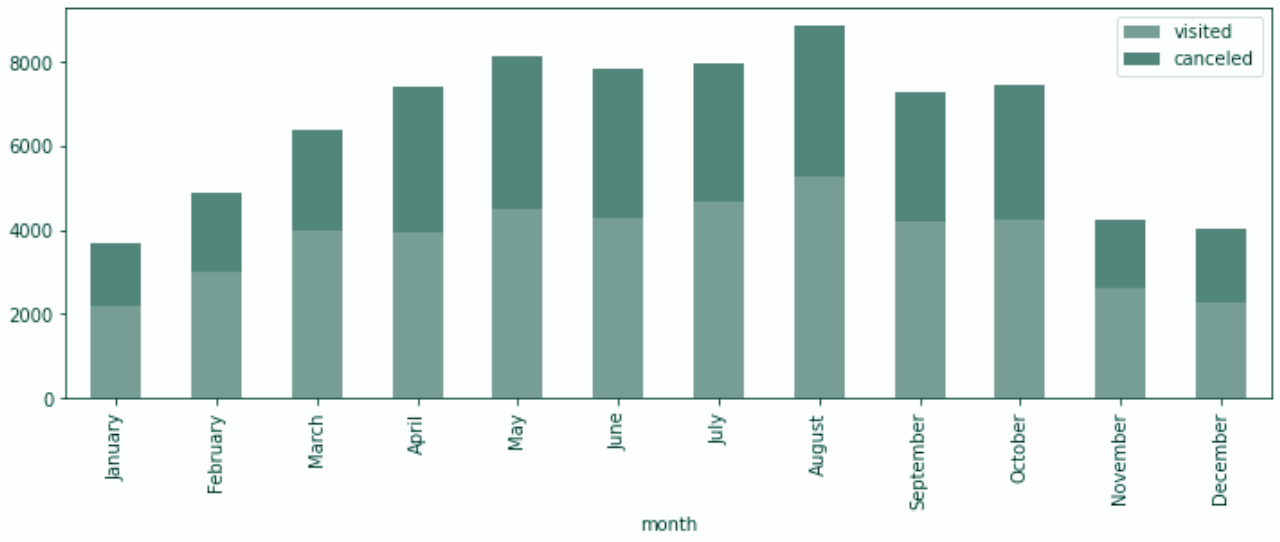 visited
canceled
8000
6000
4000
2000
0
January
February
March
April
May
June
July
August
September
October
November
December
month